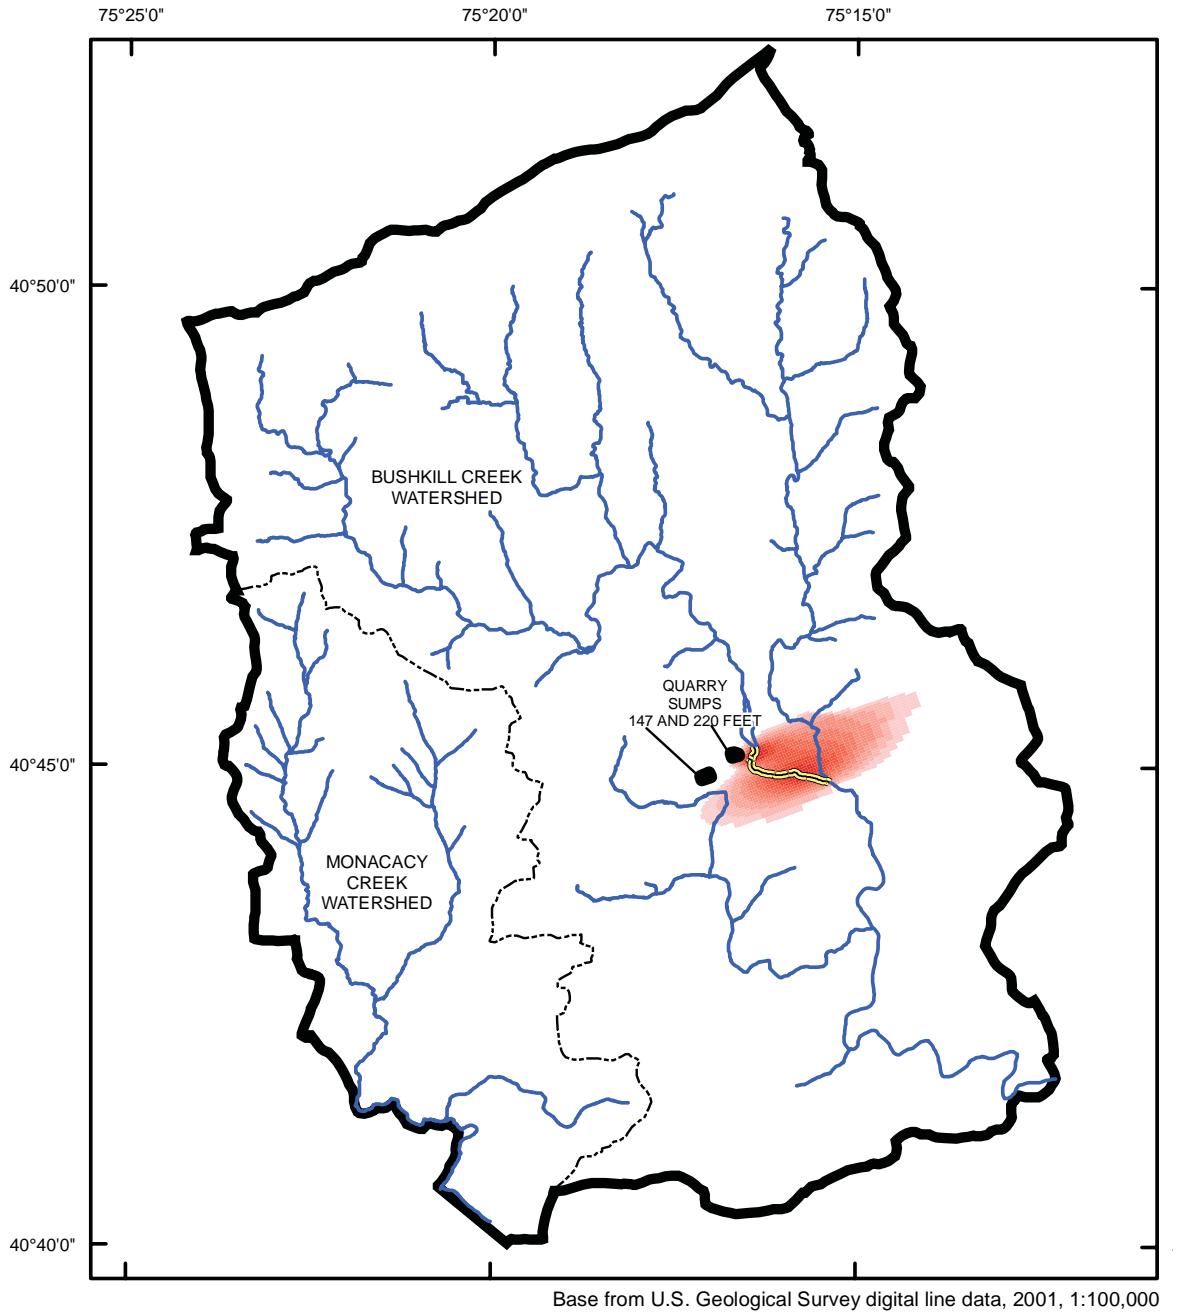 75°25'0"
75°20'0"
75°15'0"
40°50'0"
BUSHKILL CREEK
WATERSHED
QUARRY
SUMPS
147 AND 220 FEET
40°45'0"
MONACACY
CREEK
WATERSHED
40°40'0"
Base from U.S. Geological Survey digital line data, 2001, 1:100,000